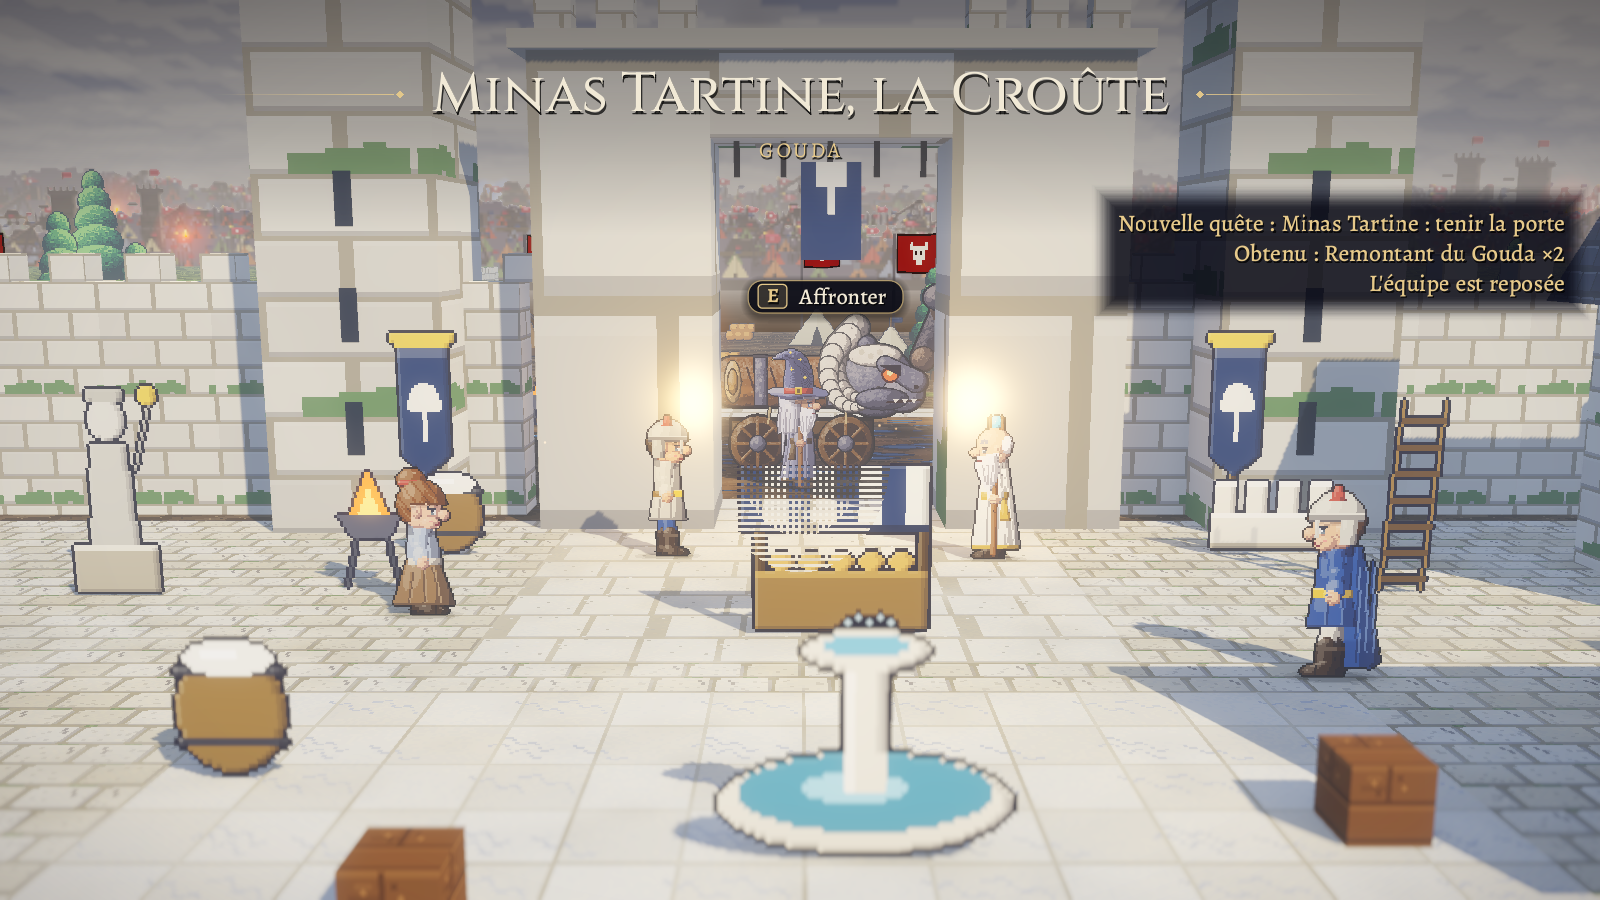 Minas Tartine, la Croûte
GOUDA
Nouvelle quête : Minas Tartine : tenir la porte
Obtenu : Remontant du Gouda ×2
L'équipe est reposée
E Affronter